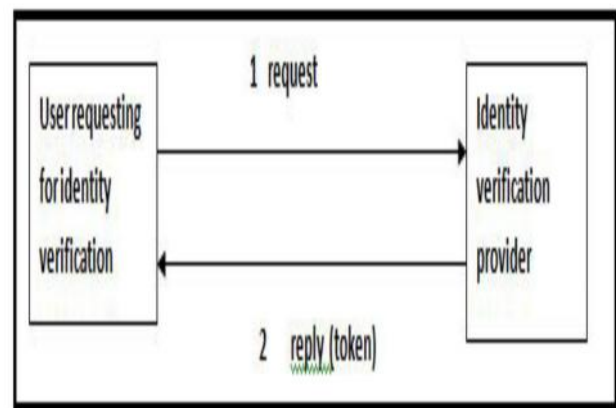 1 request
User requesting
for identity
verification
Identity
verification
provider
2 reply (token)